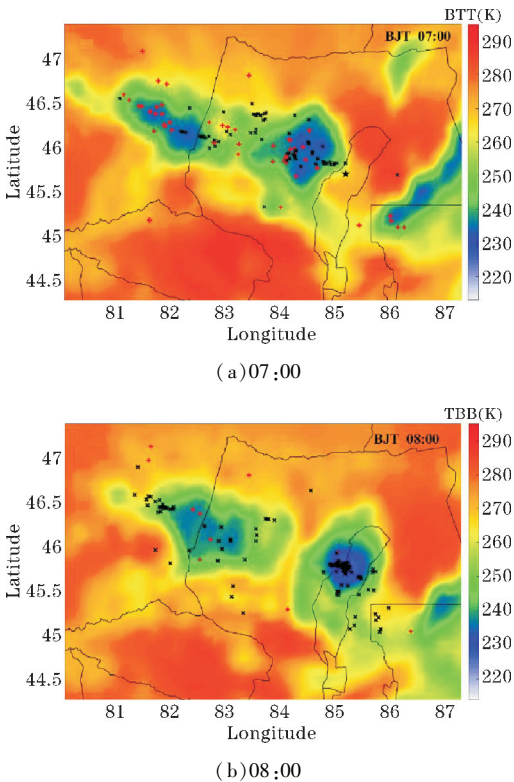 BTT(K)
BJT 07:00
47
46.5
46
45.5
45
44.5
Latitude
81 82 83 84 85 86 87
Longitude
290
280
270
260
250
240
230
220
(a)07:00
TBB(K)
BJT 08:00
47
46.5
46
45.5
45
44.5
Latitude
81 82 83 84 85 86 87
Longitude
290
280
270
260
250
240
230
220
(b)08:00